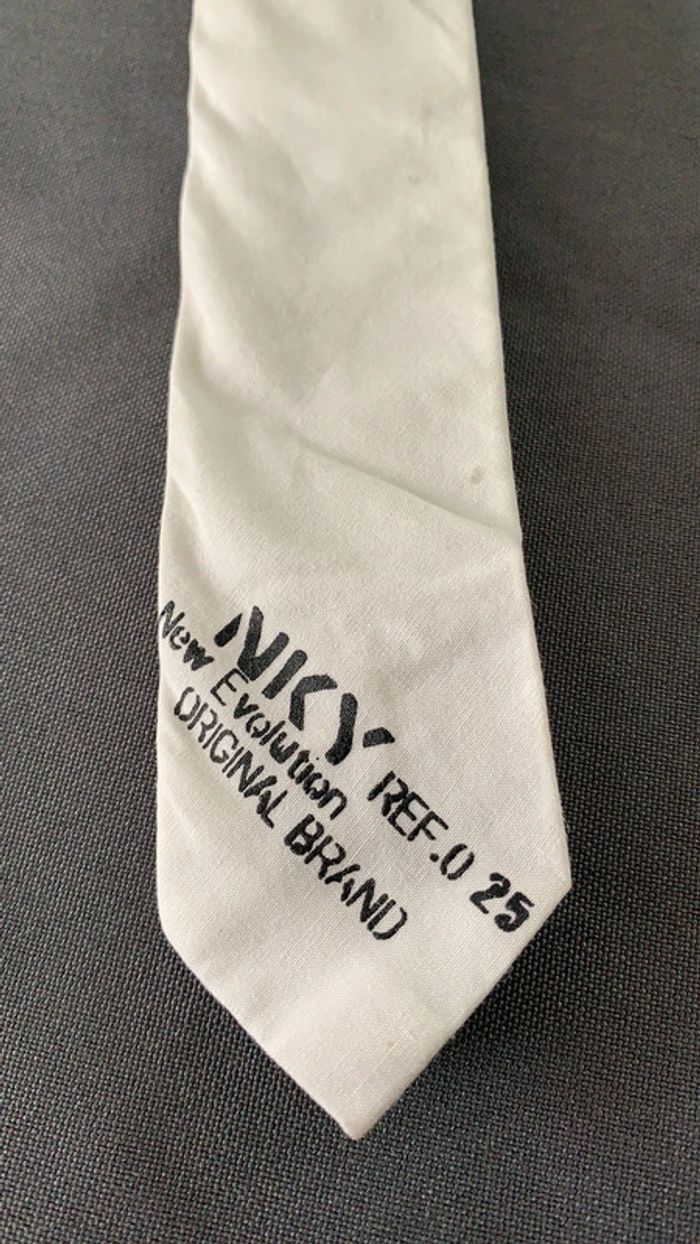 NKY REF.0 25
New Evolution
ORIGINAL BRAND